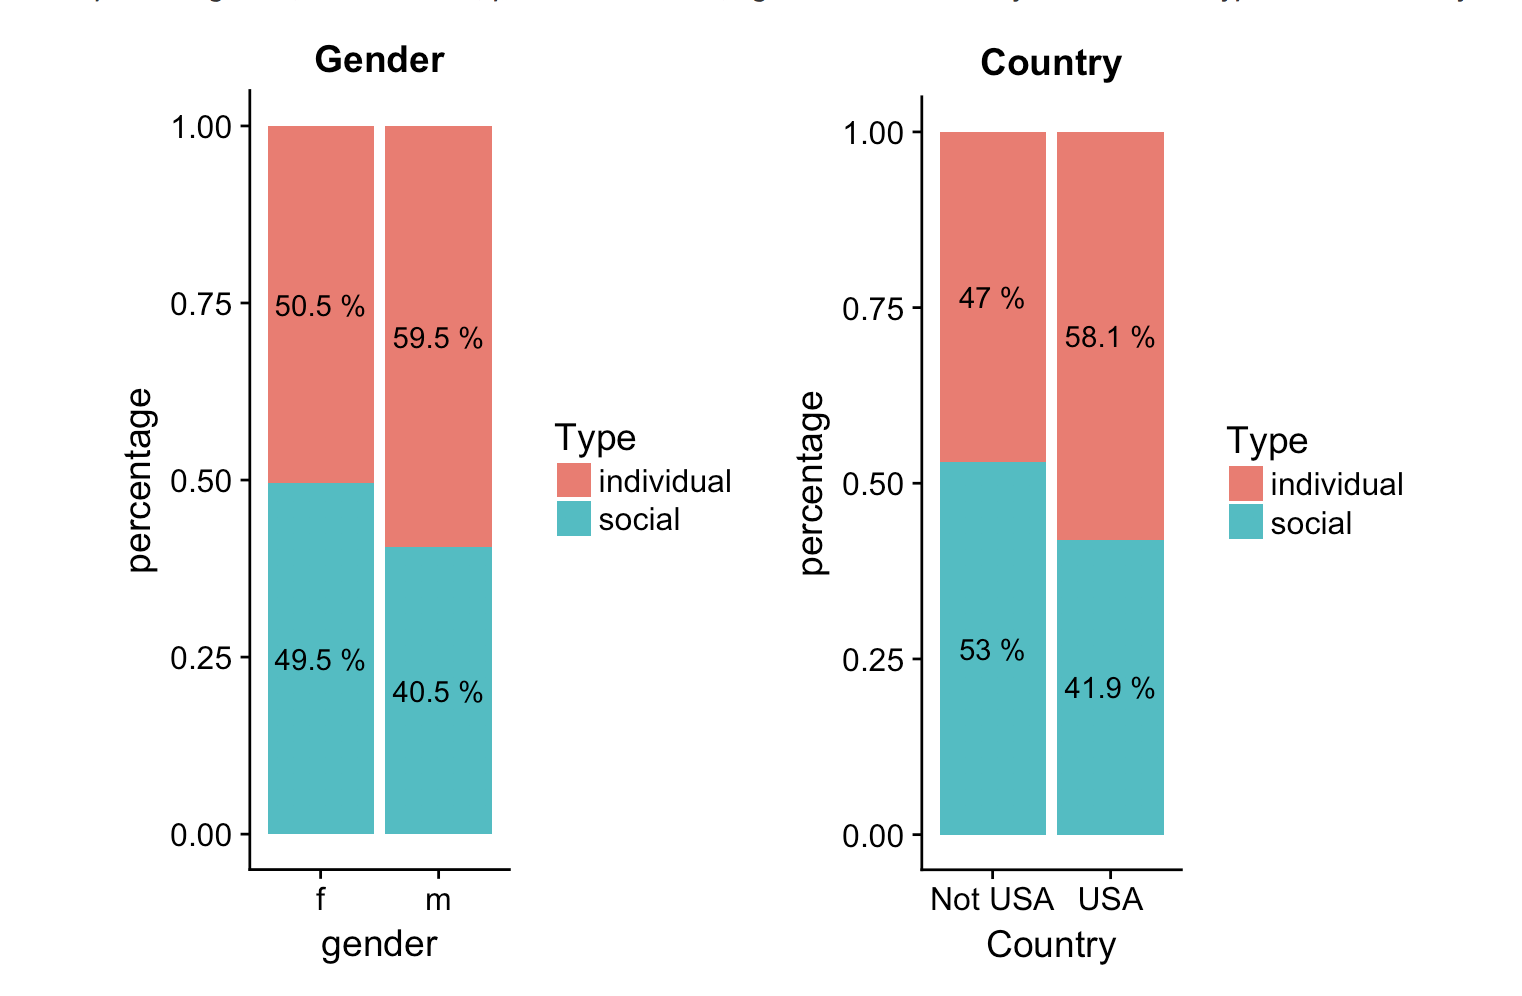 Gender
1.00
0.75
0.50
0.25
0.00
percentage
50.5 %
59.5 %
49.5 %
40.5 %
f m
gender
Type
individual
social
Country
1.00
0.75
0.50
0.25
0.00
percentage
47 %
58.1 %
53 %
41.9 %
Not USA USA
Country
Type
individual
social